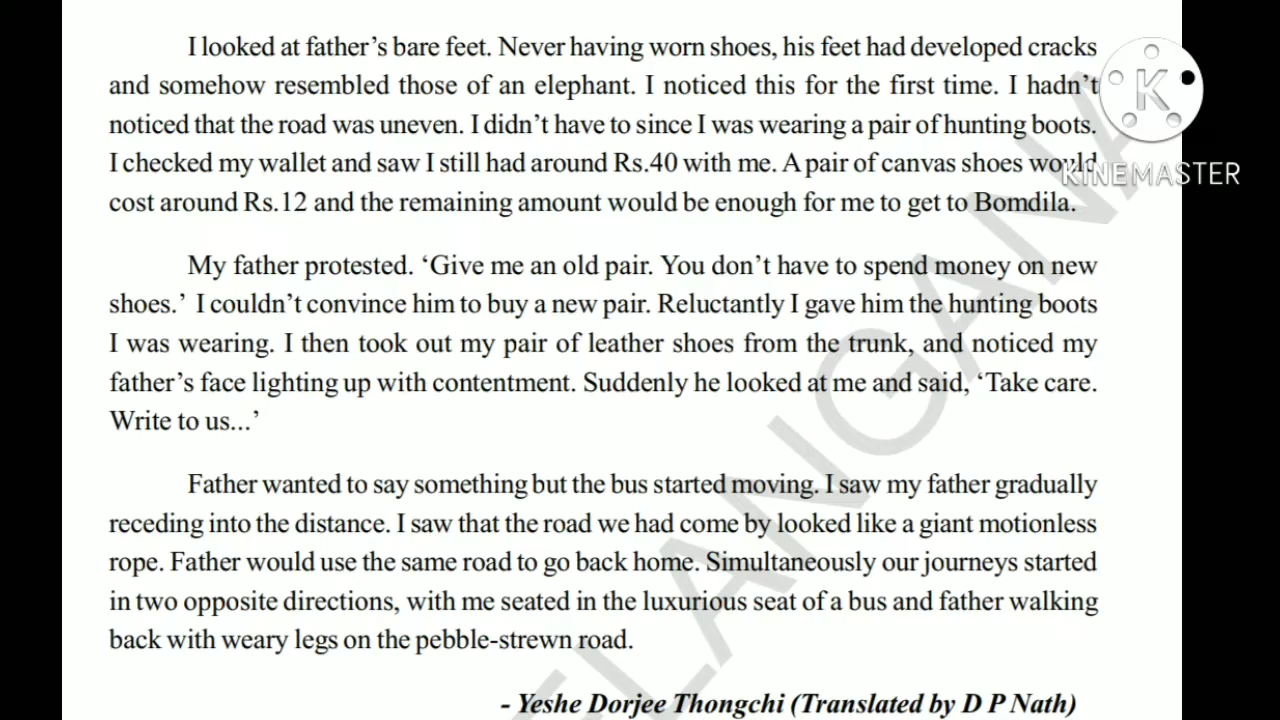 I looked at father's bare feet. Never having worn shoes, his feet had developed cracks
and somehow resembled those of an elephant. I noticed this for the first time. I hadn't
noticed that the road was uneven. I didn't have to since I was wearing a pair of hunting boots.
I checked my wallet and saw I still had around Rs.40 with me. A pair of canvas shoes would
cost around Rs.12 and the remaining amount would be enough for me to get to Bomdila.
My father protested. ‘Give me an old pair. You don't have to spend money on new
shoes.’ I couldn't convince him to buy a new pair. Reluctantly I gave him the hunting boots
I was wearing. I then took out my pair of leather shoes from the trunk, and noticed my
father's face lighting up with contentment. Suddenly he looked at me and said, ‘Take care.
Write to us...’
Father wanted to say something but the bus started moving. I saw my father gradually
receding into the distance. I saw that the road we had come by looked like a giant motionless
rope. Father would use the same road to go back home. Simultaneously our journeys started
in two opposite directions, with me seated in the luxurious seat of a bus and father walking
back with weary legs on the pebble-strewn road.
- Yeshe Dorjee Thongchi (Translated by D P Nath)
K
KINEMASTER
ELANGANA